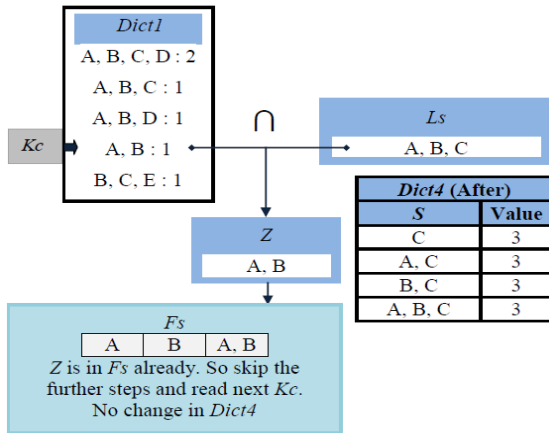 Dict1
A, B, C, D : 2
A, B, C : 1
A, B, D : 1
Kc
A, B : 1
B, C, E : 1
∩
Ls
A, B, C
Dict4 (After)
S Value
C 3
A, C 3
B, C 3
A, B, C 3
Z
A, B
Fs
A B A, B
Z is in Fs already. So skip the
further steps and read next Kc.
No change in Dict4